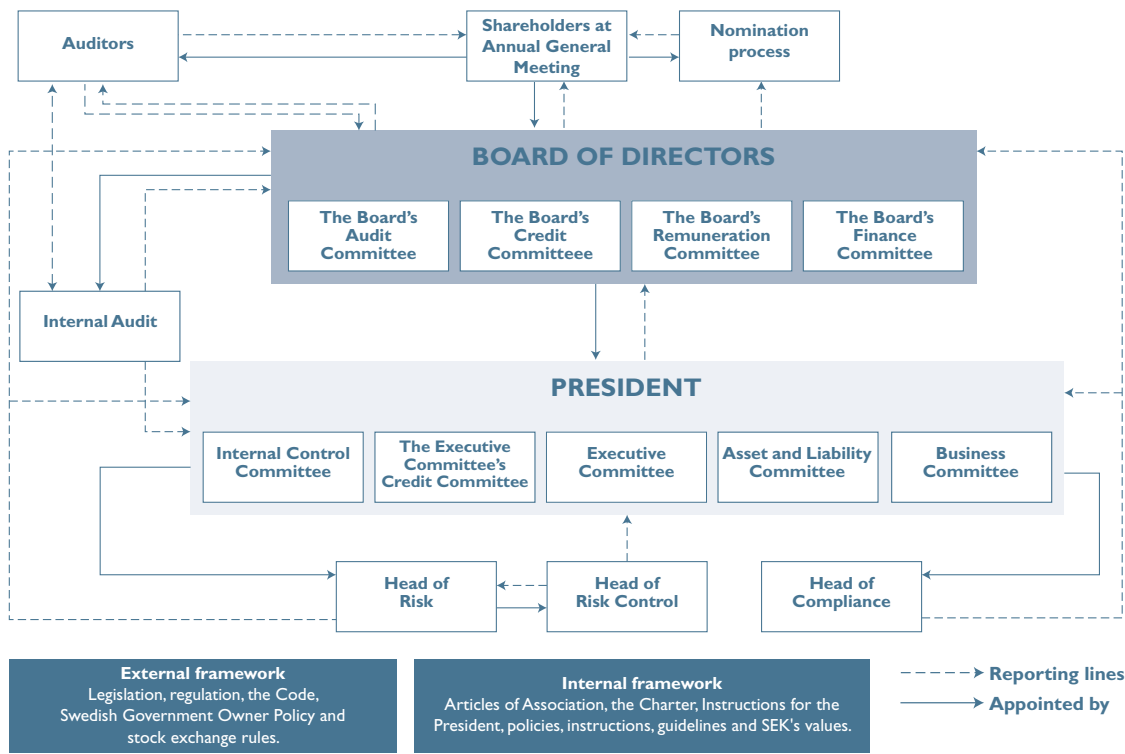 Auditors
Shareholders at
Annual General
Meeting
Nomination
process
BOARD OF DIRECTORS
The Board's
Audit
Committee
The Board's
Credit
Committeee
The Board's
Remuneration
Committee
The Board's
Finance
Committee
Internal Audit
PRESIDENT
Internal Control
Committee
The Executive
Committee's
Credit Committee
Executive
Committee
Asset and Liability
Committee
Business
Committee
Head of
Risk
Head of
Risk Control
Head of
Compliance
External framework
Legislation, regulation, the Code,
Swedish Government Owner Policy and
stock exchange rules.
Internal framework
Articles of Association, the Charter, Instructions for the
President, policies, instructions, guidelines and SEK's values.
Reporting lines
Appointed by